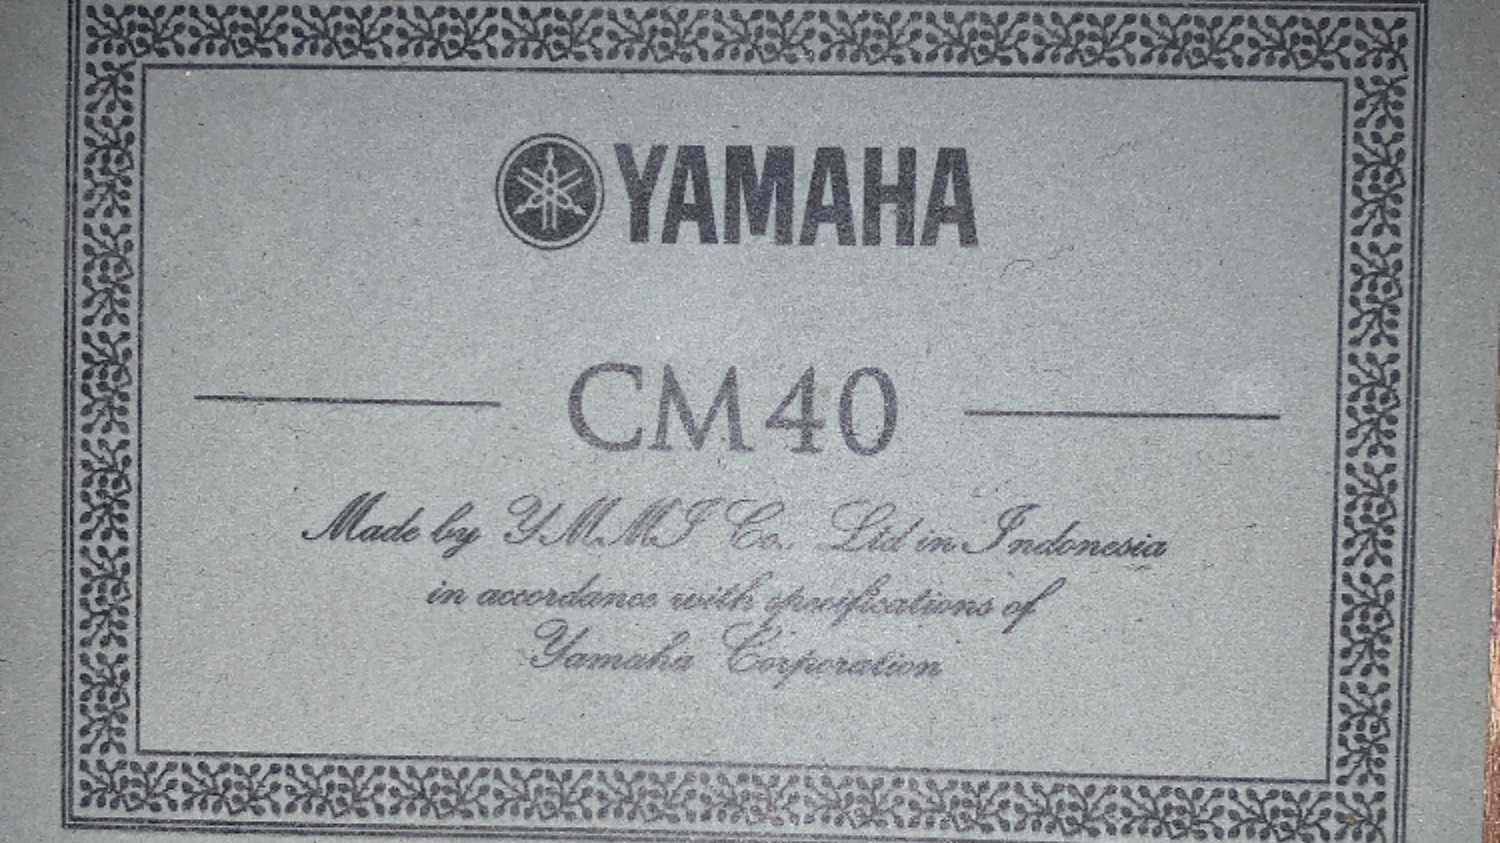 YAMAHA
CM40
Made by YMMI Co., Ltd in Indonesia
in accordance with specifications of
Yamaha Corporation